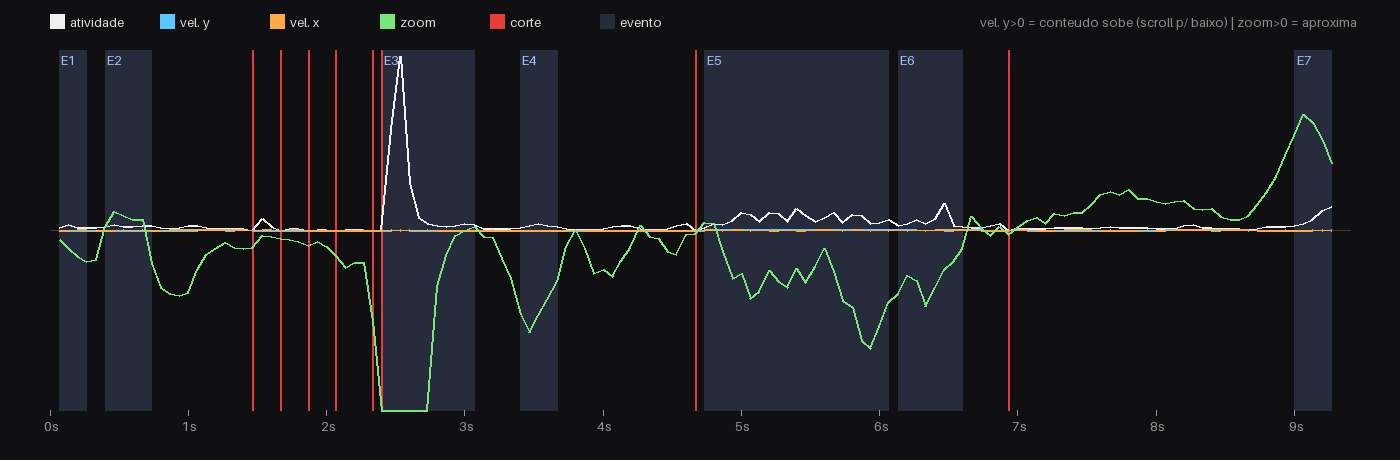 atividade vel. y vel. x zoom corte evento vel. y>0 = conteudo sobe (scroll p/ baixo) | zoom>0 = aproxima
E1 E2 E3 E4 E5 E6 E7
0s 1s 2s 3s 4s 5s 6s 7s 8s 9s